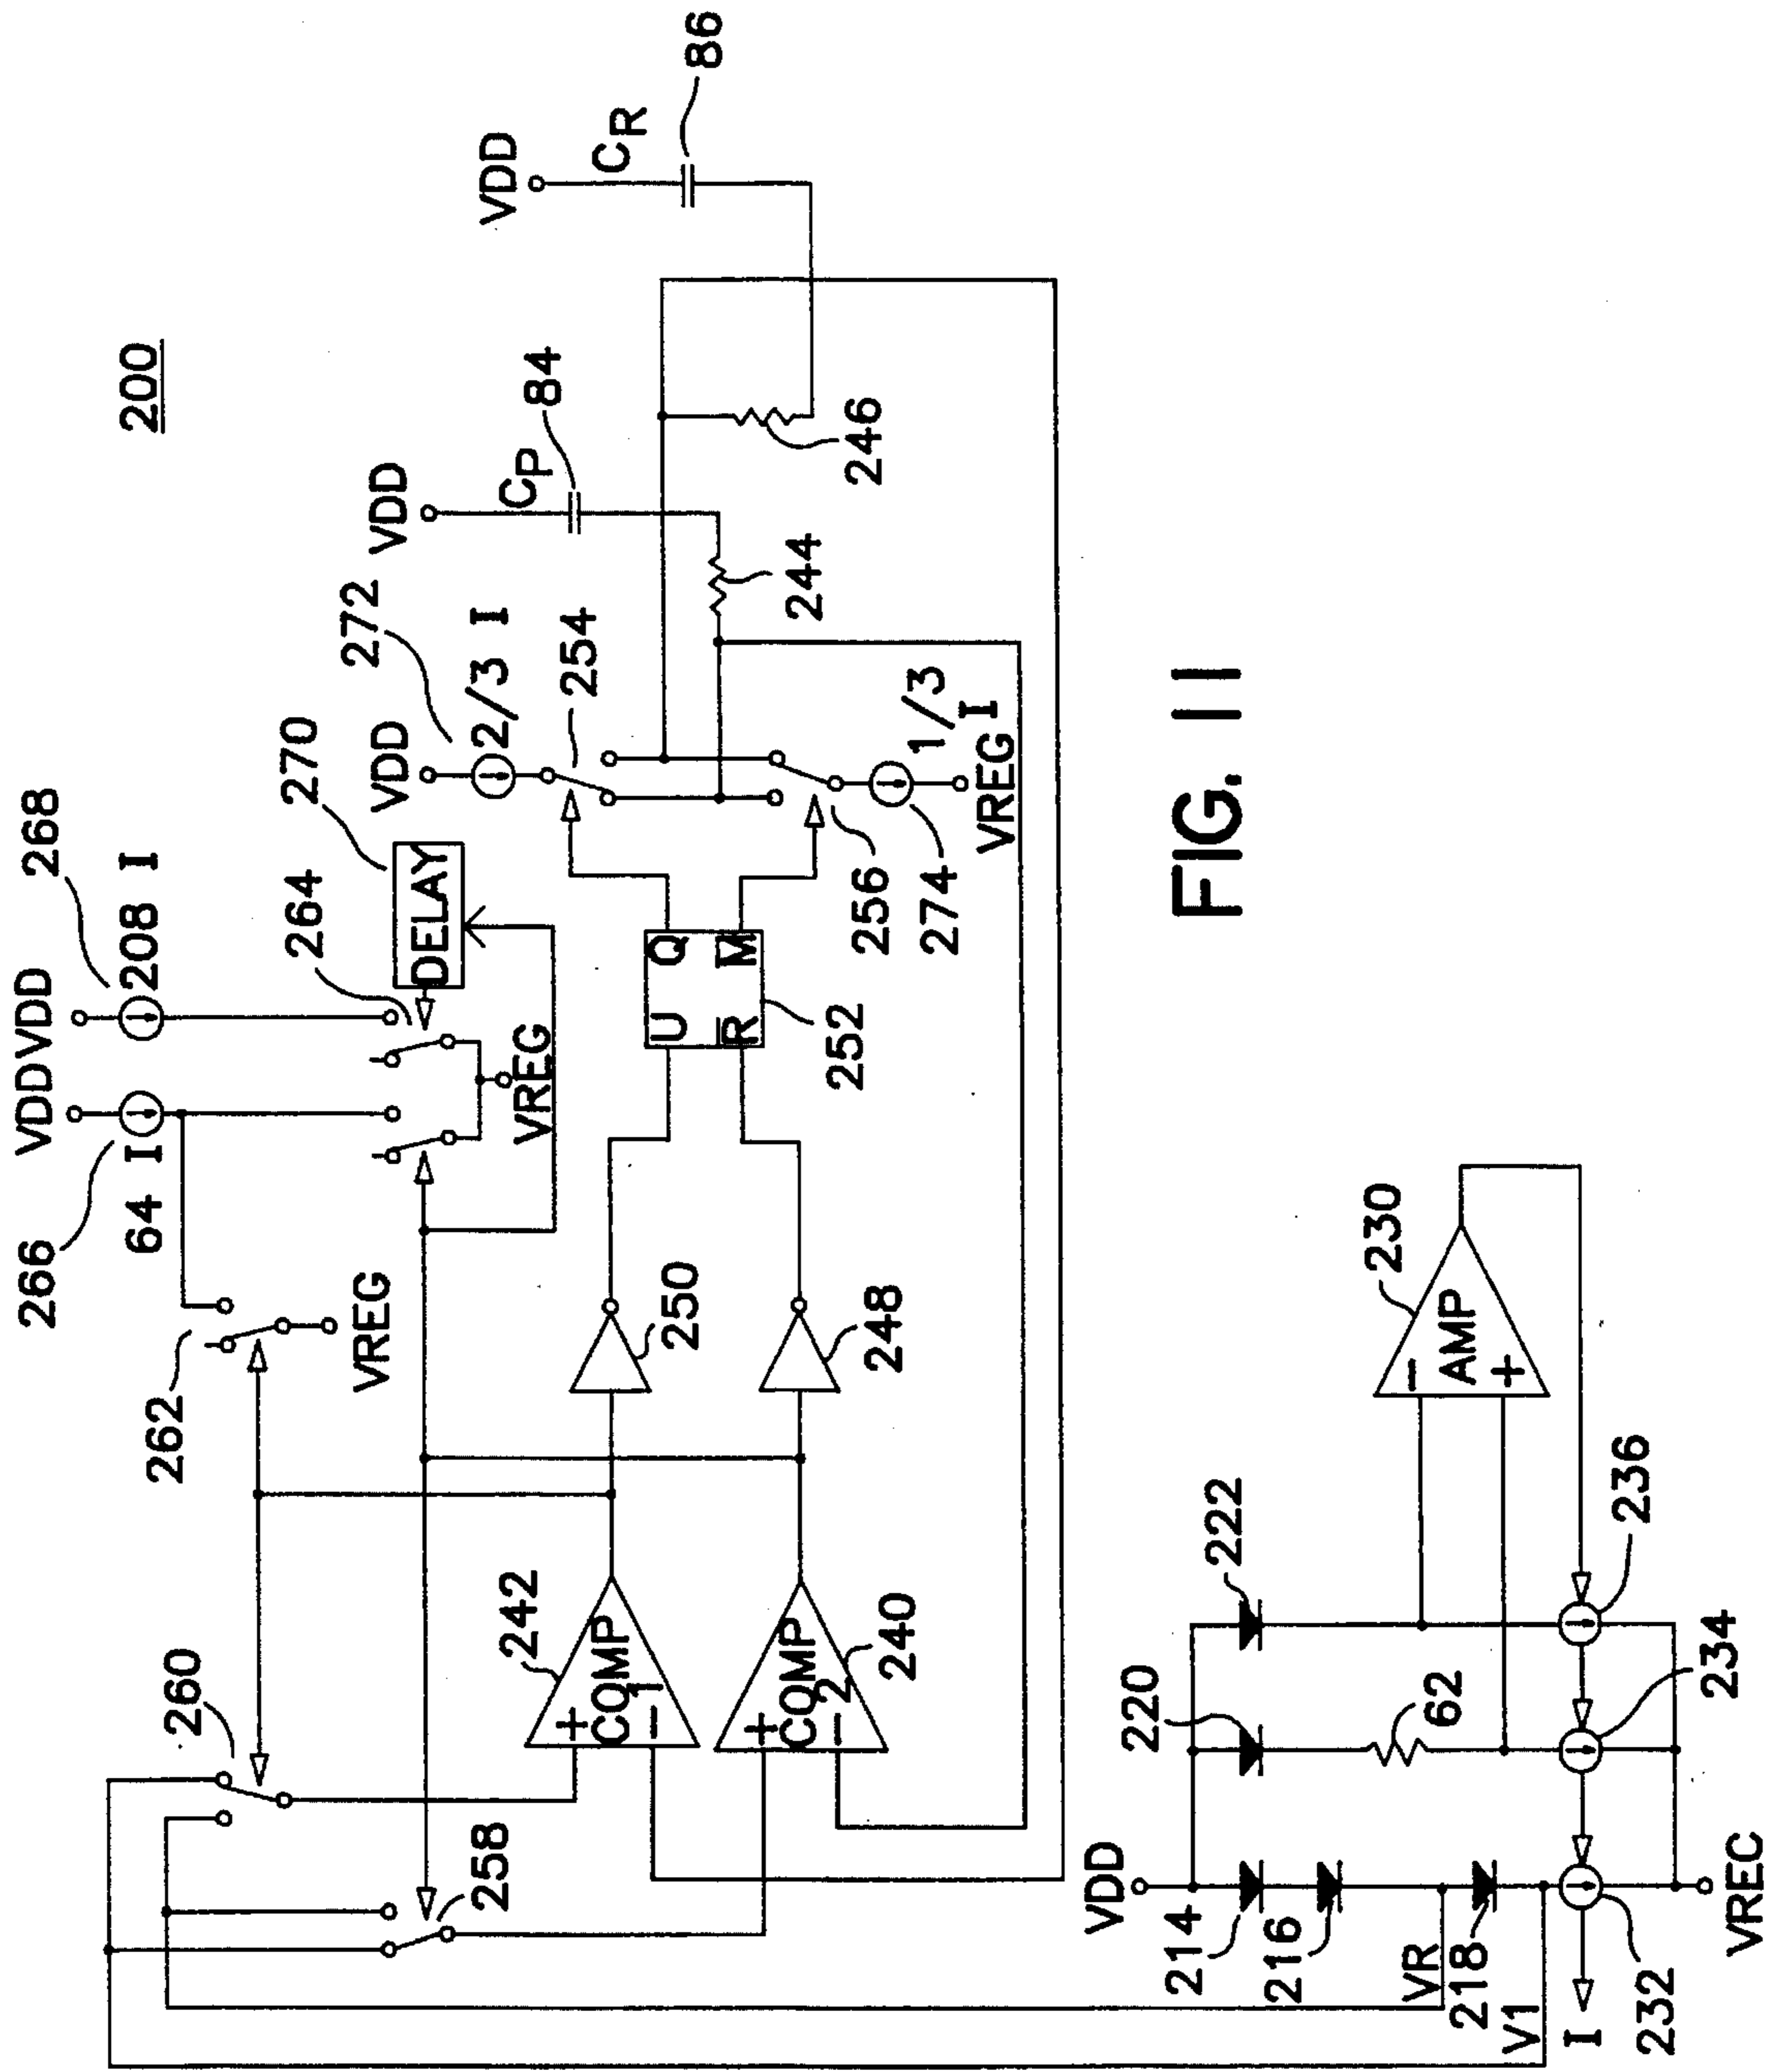 200
VDD
CR
86
VDD
CP
84
246
244
VDD
272
2/3 I
254
1/3
I
VREG
256
274
VDD
VDD
268
208 I
266
64 I
270
DELAY
264
VREG
262
VREG
U Q
R M
252
250
248
260
258
242
+
COMP
1
−
240
+
COMP
2
−
VDD
214
216
VR
218
V1
I
232
VREC
220
222
62
234
236
230
−
AMP
+
FIG. 11